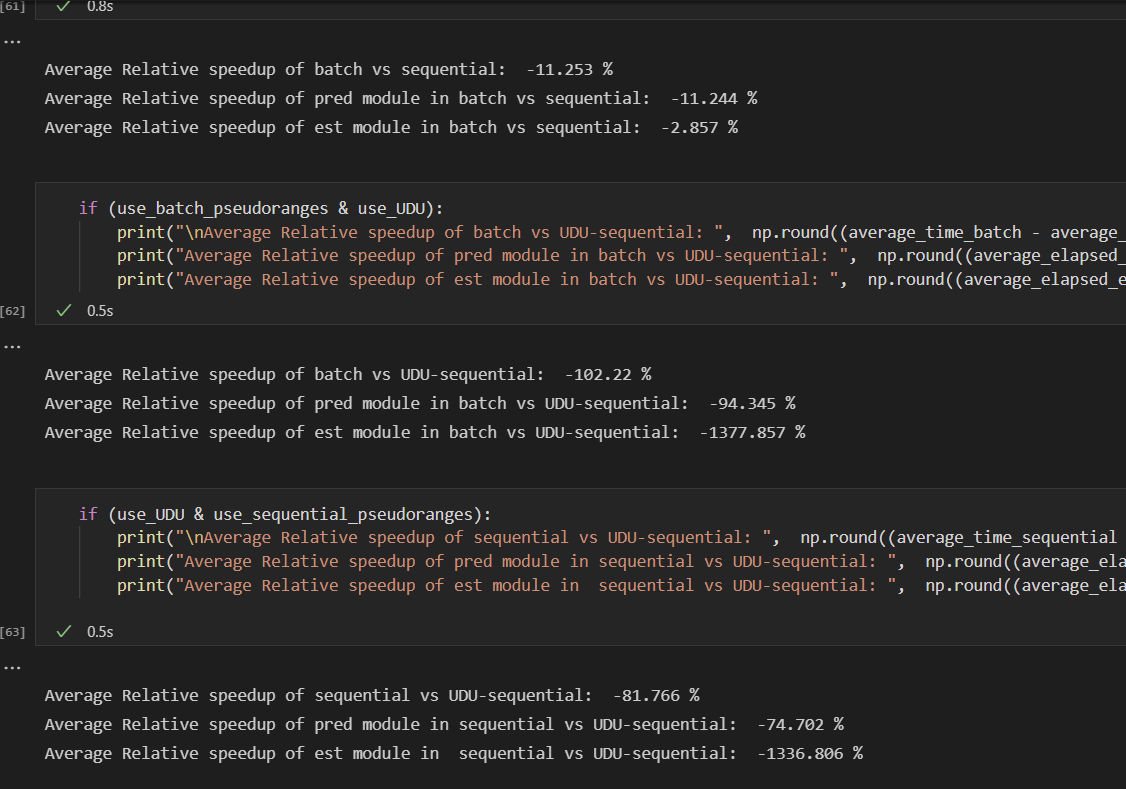 [61] ✓ 0.8s
...
Average Relative speedup of batch vs sequential:  -11.253 %
Average Relative speedup of pred module in batch vs sequential:  -11.244 %
Average Relative speedup of est module in batch vs sequential:  -2.857 %
if (use_batch_pseudoranges & use_UDU):
    print("\nAverage Relative speedup of batch vs UDU-sequential: ",  np.round((average_time_batch - average_
    print("Average Relative speedup of pred module in batch vs UDU-sequential: ",  np.round((average_elapsed_
    print("Average Relative speedup of est module in batch vs UDU-sequential: ",  np.round((average_elapsed_e
[62] ✓ 0.5s
...
Average Relative speedup of batch vs UDU-sequential:  -102.22 %
Average Relative speedup of pred module in batch vs UDU-sequential:  -94.345 %
Average Relative speedup of est module in batch vs UDU-sequential:  -1377.857 %
if (use_UDU & use_sequential_pseudoranges):
    print("\nAverage Relative speedup of sequential vs UDU-sequential: ",  np.round((average_time_sequential
    print("Average Relative speedup of pred module in sequential vs UDU-sequential: ",  np.round((average_ela
    print("Average Relative speedup of est module in  sequential vs UDU-sequential: ",  np.round((average_ela
[63] ✓ 0.5s
...
Average Relative speedup of sequential vs UDU-sequential:  -81.766 %
Average Relative speedup of pred module in sequential vs UDU-sequential:  -74.702 %
Average Relative speedup of est module in  sequential vs UDU-sequential:  -1336.806 %